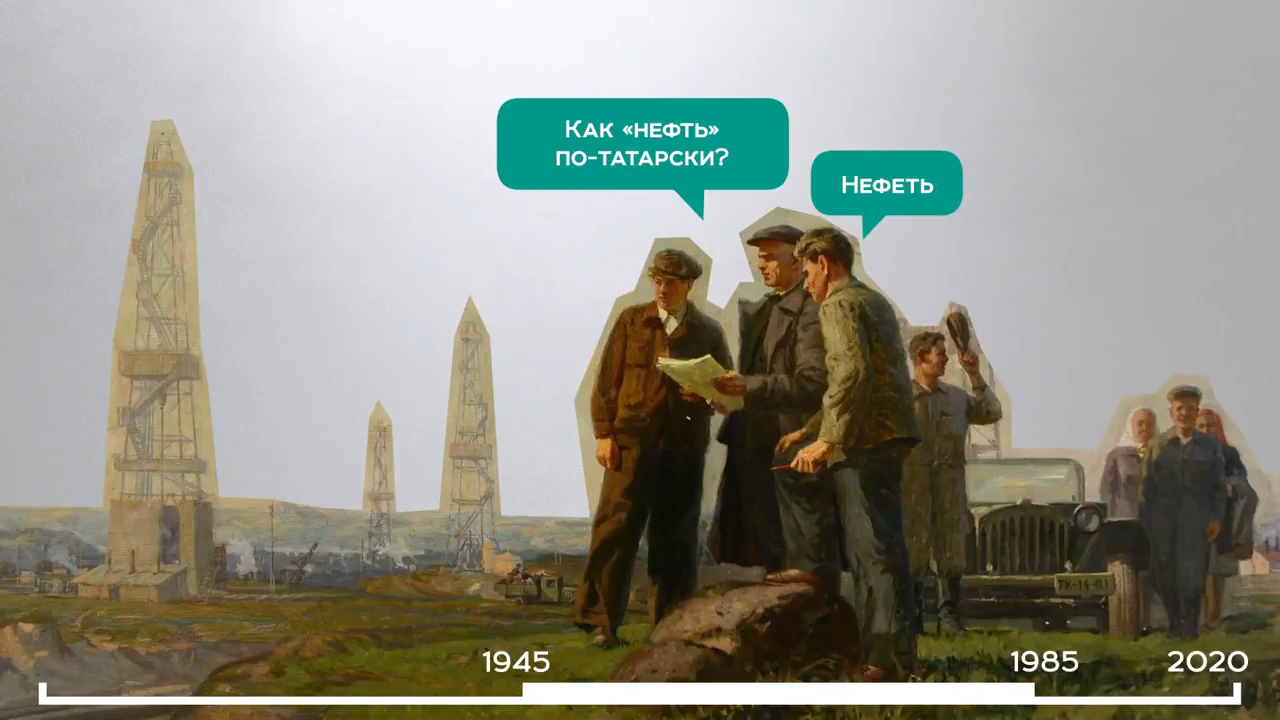 Как «нефть»
по-татарски?
Нефеть
1945
1985
2020